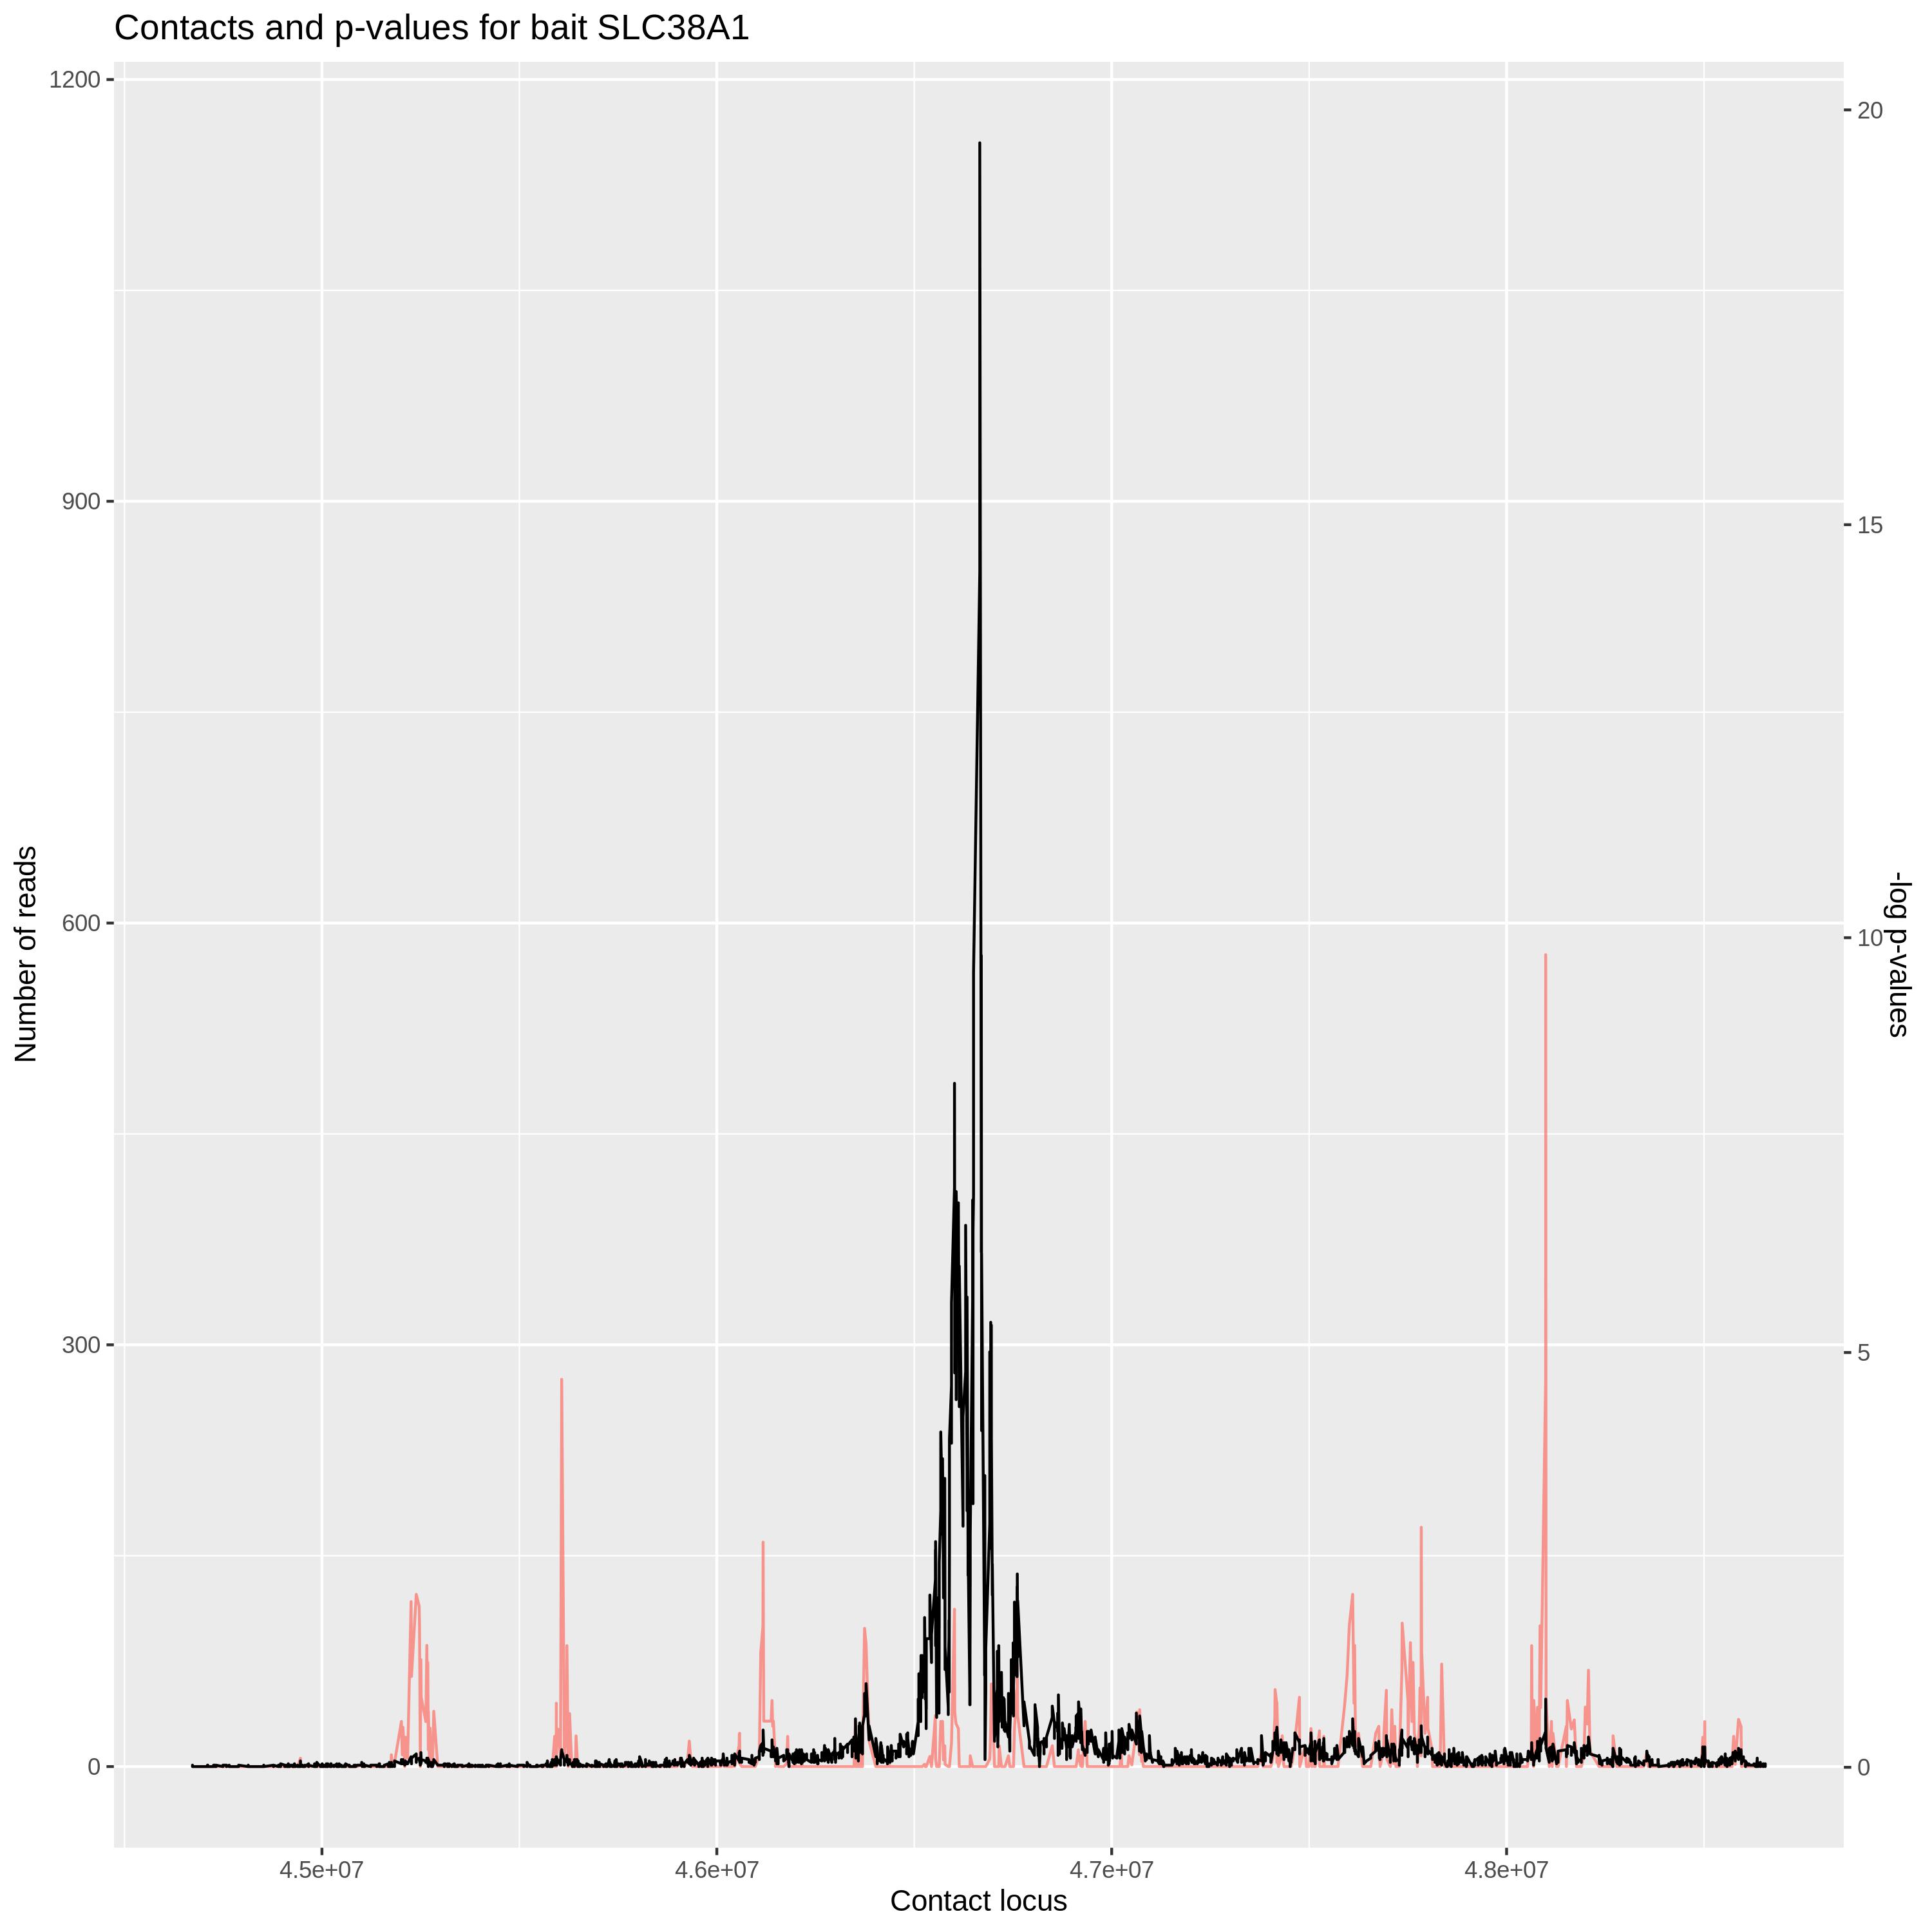 Contacts and p-values for bait SLC38A1
1200
900
600
300
0
Number of reads
20
15
10
5
0
-log p-values
4.5e+07
4.6e+07
4.7e+07
4.8e+07
Contact locus